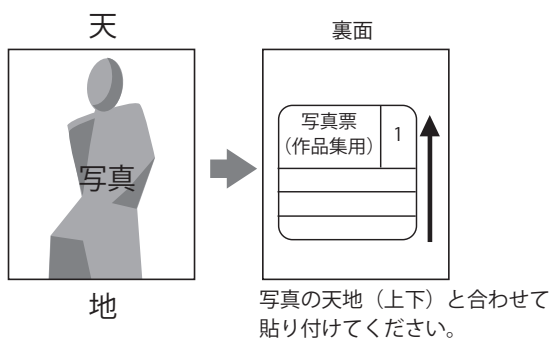 天
写真
地
裏面
写真票
（作品集用）
1
写真の天地（上下）と合わせて
貼り付けてください。